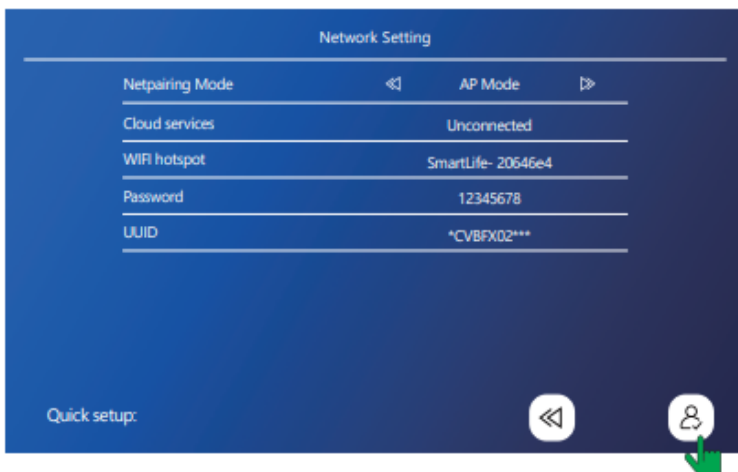 Network Setting
Netpairing Mode AP Mode
Cloud services Unconnected
WIFI hotspot SmartLife- 20646e4
Password 12345678
UUID *CVBFX02***
Quick setup: